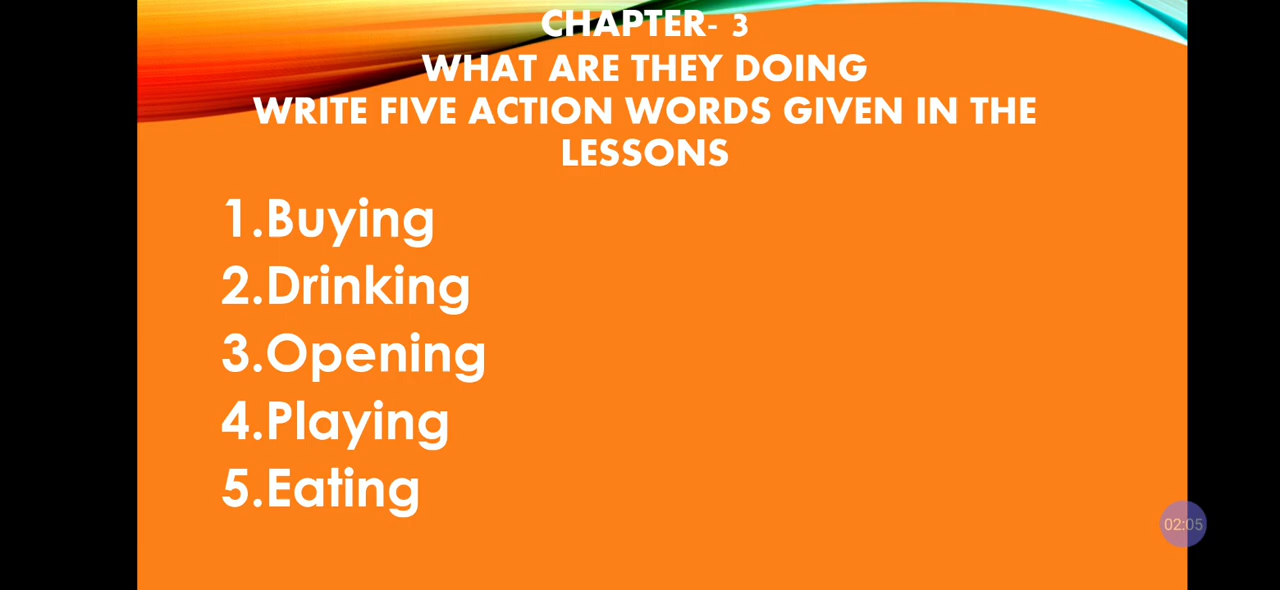 CHAPTER- 3
WHAT ARE THEY DOING
WRITE FIVE ACTION WORDS GIVEN IN THE
LESSONS
1.Buying
2.Drinking
3.Opening
4.Playing
5.Eating
02:05